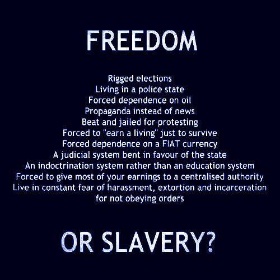 FREEDOM
Rigged elections
Living in a police state
Forced dependence on oil
Propaganda instead of news
Beat and jailed for protesting
Forced to "earn a living" just to survive
Forced dependence on a FIAT currency
A judicial system bent in favour of the state
An indoctrination system rather than an education system
Forced to give most of your earnings to a centralised authority
Live in constant fear of harassment, extortion and incarceration
for not obeying orders
OR SLAVERY?